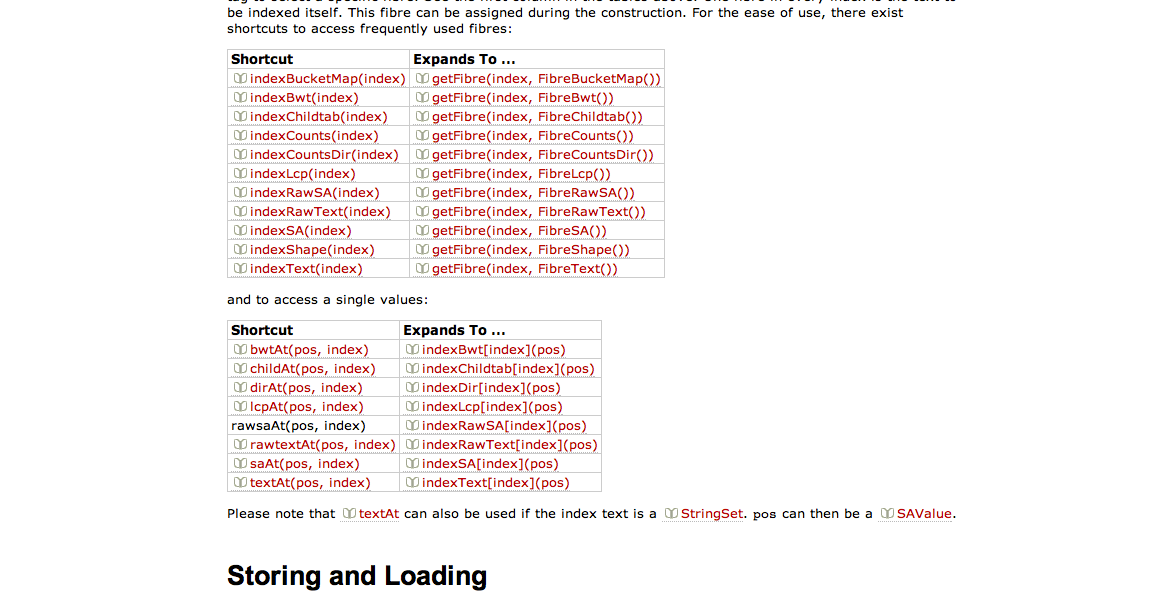 be indexed itself. This fibre can be assigned during the construction. For the ease of use, there exist
shortcuts to access frequently used fibres:
Shortcut Expands To ...
indexBucketMap(index) getFibre(index, FibreBucketMap())
indexBwt(index) getFibre(index, FibreBwt())
indexChildtab(index) getFibre(index, FibreChildtab())
indexCounts(index) getFibre(index, FibreCounts())
indexCountsDir(index) getFibre(index, FibreCountsDir())
indexLcp(index) getFibre(index, FibreLcp())
indexRawSA(index) getFibre(index, FibreRawSA())
indexRawText(index) getFibre(index, FibreRawText())
indexSA(index) getFibre(index, FibreSA())
indexShape(index) getFibre(index, FibreShape())
indexText(index) getFibre(index, FibreText())
and to access a single values:
Shortcut Expands To ...
bwtAt(pos, index) indexBwt[index](pos)
childAt(pos, index) indexChildtab[index](pos)
dirAt(pos, index) indexDir[index](pos)
lcpAt(pos, index) indexLcp[index](pos)
rawsaAt(pos, index) indexRawSA[index](pos)
rawtextAt(pos, index) indexRawText[index](pos)
saAt(pos, index) indexSA[index](pos)
textAt(pos, index) indexText[index](pos)
Please note that textAt can also be used if the index text is a StringSet. pos can then be a SAValue.
Storing and Loading